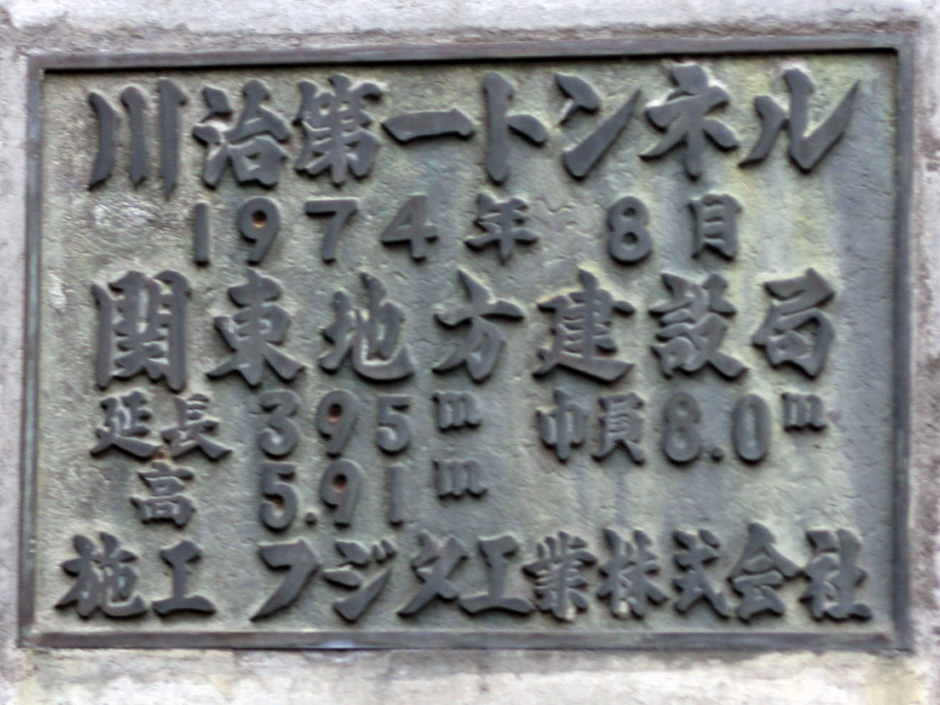 川治第一トンネル
1974年8月
関東地方建設局
延長 395m 巾員8.0m
高 5.91m
施工 フジタ工業株式会社